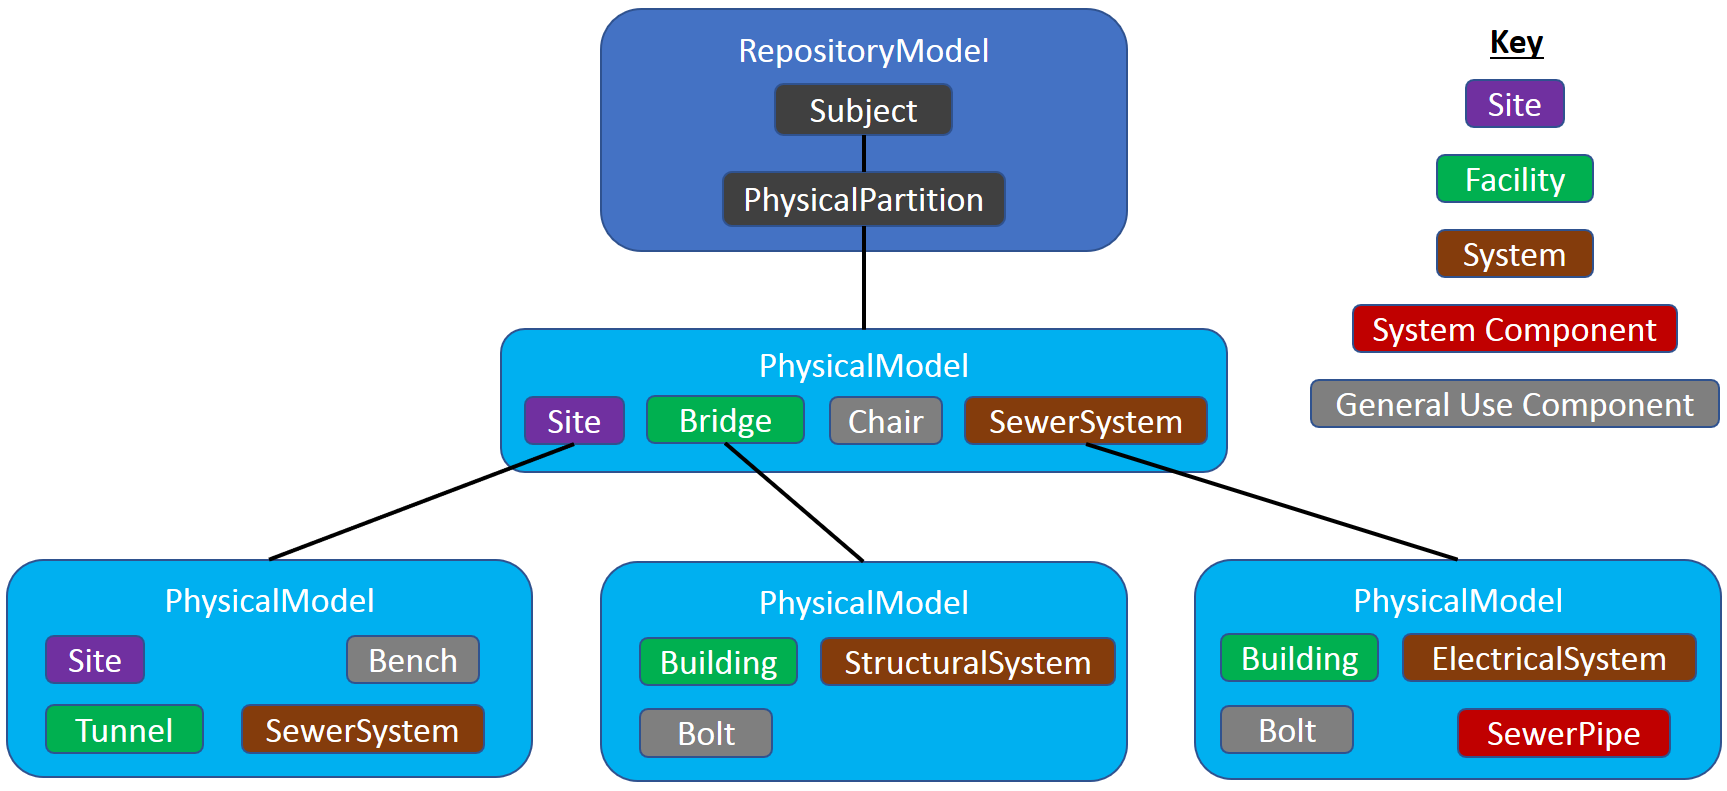 RepositoryModel
Subject
PhysicalPartition
Key
Site
Facility
System
System Component
General Use Component
PhysicalModel
Site
Bridge
Chair
SewerSystem
PhysicalModel
Site
Bench
Tunnel
SewerSystem
PhysicalModel
Building
StructuralSystem
Bolt
PhysicalModel
Building
ElectricalSystem
Bolt
SewerPipe